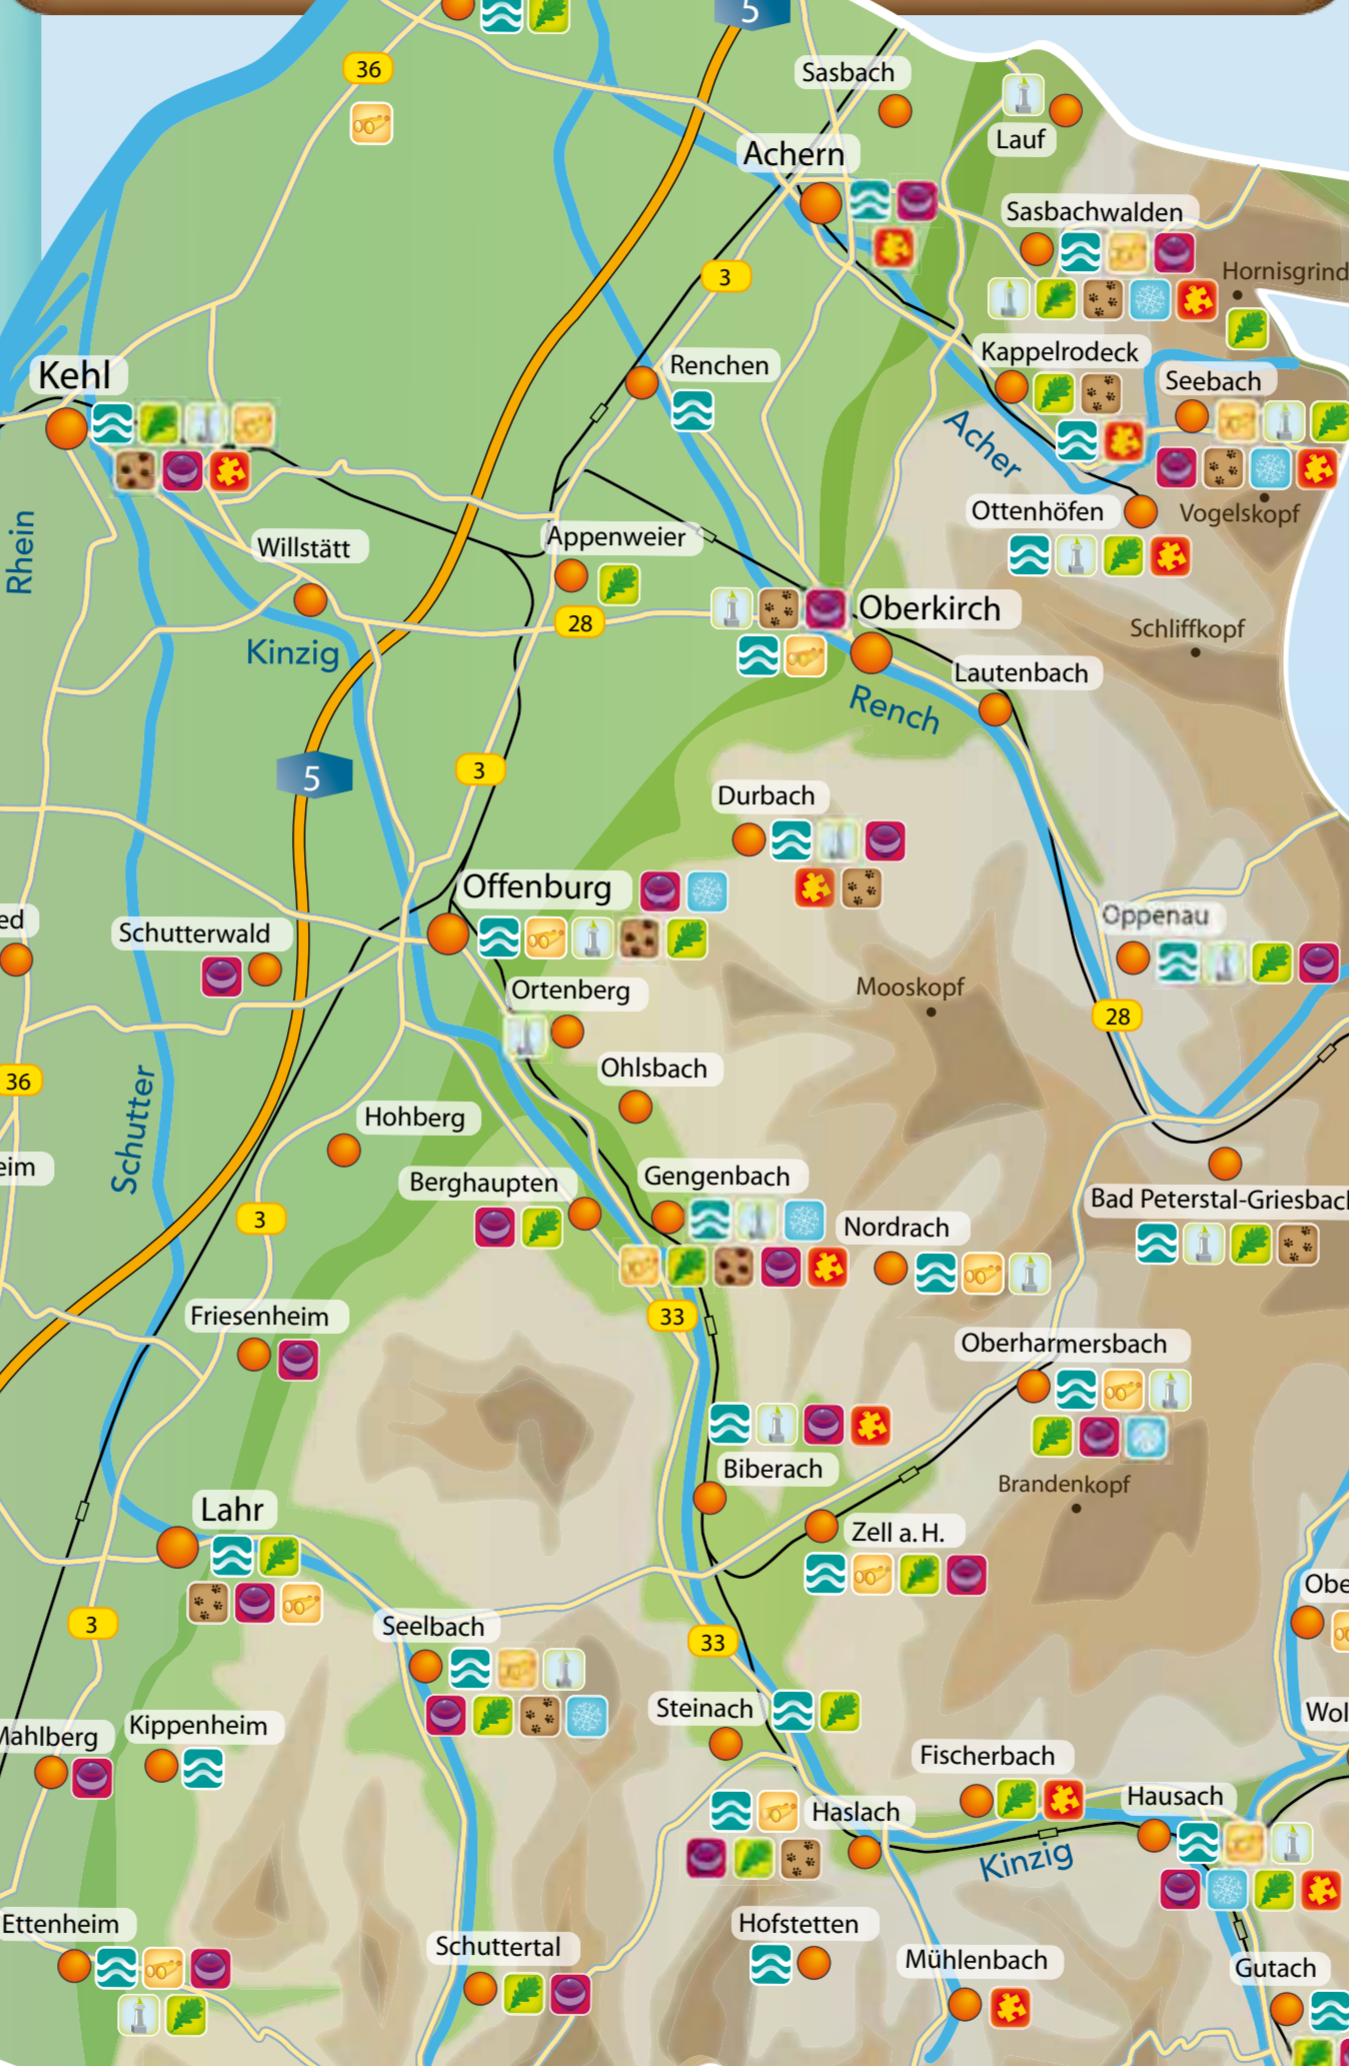 5
36
Sasbach
Lauf
Achern
Sasbachwalden
Hornisgrind
3
Kehl
Renchen
Kappelrodeck
Seebach
Acher
Rhein
Ottenhöfen
Vogelskopf
Willstätt
Appenweier
28
Oberkirch
Schliffkopf
Kinzig
Lautenbach
Rench
5
3
Durbach
Offenburg
ed
Schutterwald
Oppenau
Ortenberg
Mooskopf
28
36
Ohlsbach
Schutter
Hohberg
eim
Berghaupten
Gengenbach
Bad Peterstal-Griesbach
3
Nordrach
Friesenheim
33
Oberharmersbach
Biberach
Brandenkopf
Lahr
Zell a. H.
Obe
3
Seelbach
33
Steinach
Wol
Mahlberg
Kippenheim
Fischerbach
Haslach
Hausach
Kinzig
Ettenheim
Schuttertal
Hofstetten
Mühlenbach
Gutach